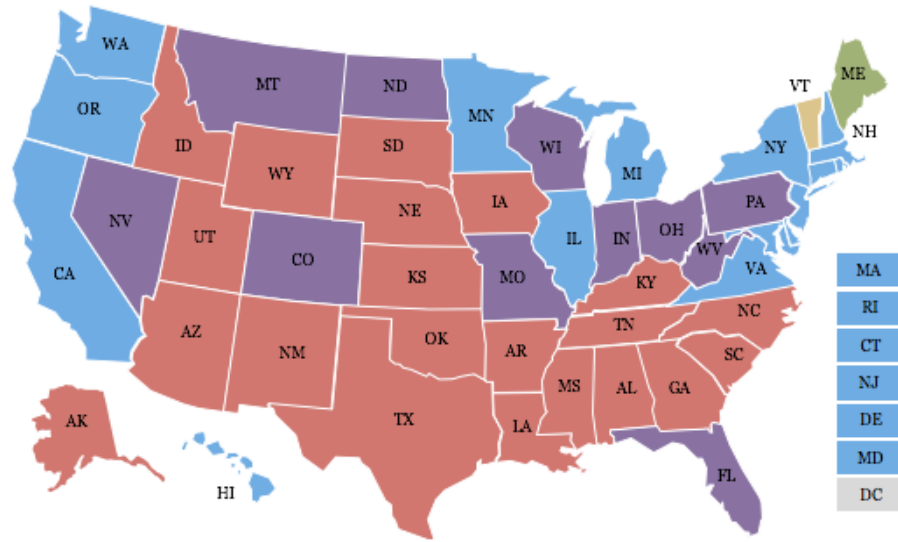 WA
MT
ND
VT
ME
OR
MN
NH
ID
SD
WI
NY
WY
MI
IA
PA
NE
NV
IL
IN
OH
UT
WV
CO
VA
CA
KS
MO
KY
MA
NC
RI
AZ
TN
OK
CT
NM
AR
SC
NJ
MS
AL
GA
AK
TX
LA
DE
MD
FL
HI
DC